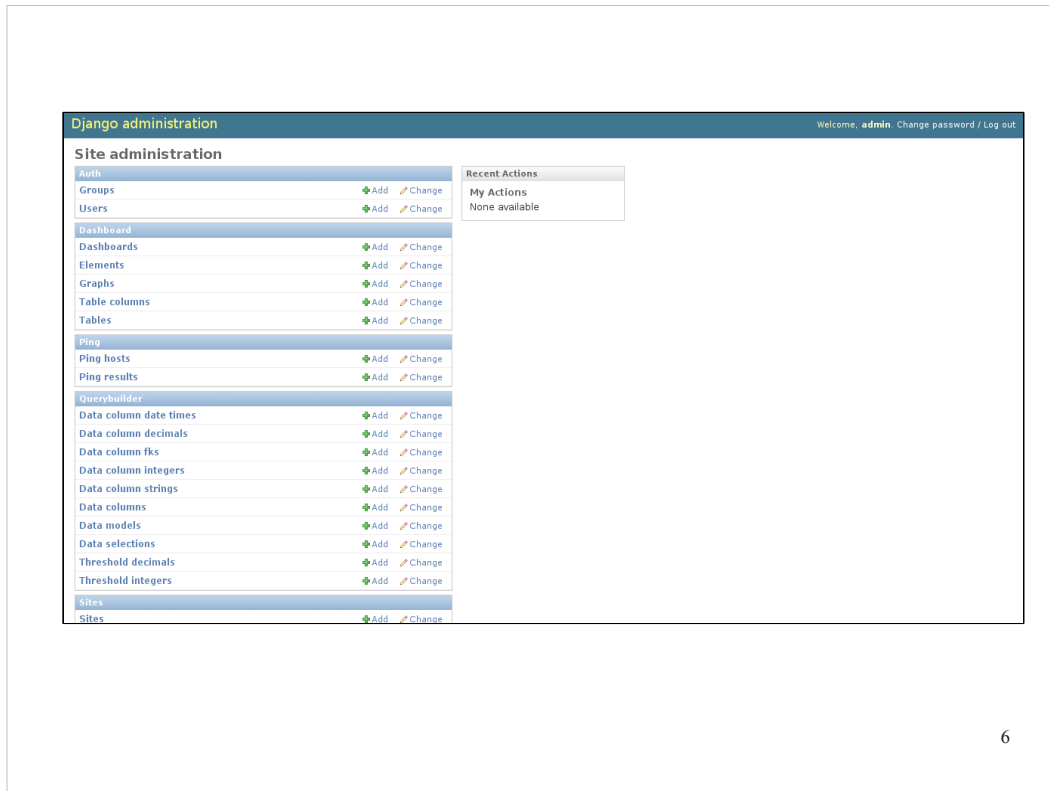 Django administration
Welcome, admin. Change password / Log out
Site administration
Auth
Groups Add Change
Users Add Change
Dashboard
Dashboards Add Change
Elements Add Change
Graphs Add Change
Table columns Add Change
Tables Add Change
Ping
Ping hosts Add Change
Ping results Add Change
Querybuilder
Data column date times Add Change
Data column decimals Add Change
Data column fks Add Change
Data column integers Add Change
Data column strings Add Change
Data columns Add Change
Data models Add Change
Data selections Add Change
Threshold decimals Add Change
Threshold integers Add Change
Sites
Sites Add Change
Recent Actions
My Actions
None available
6